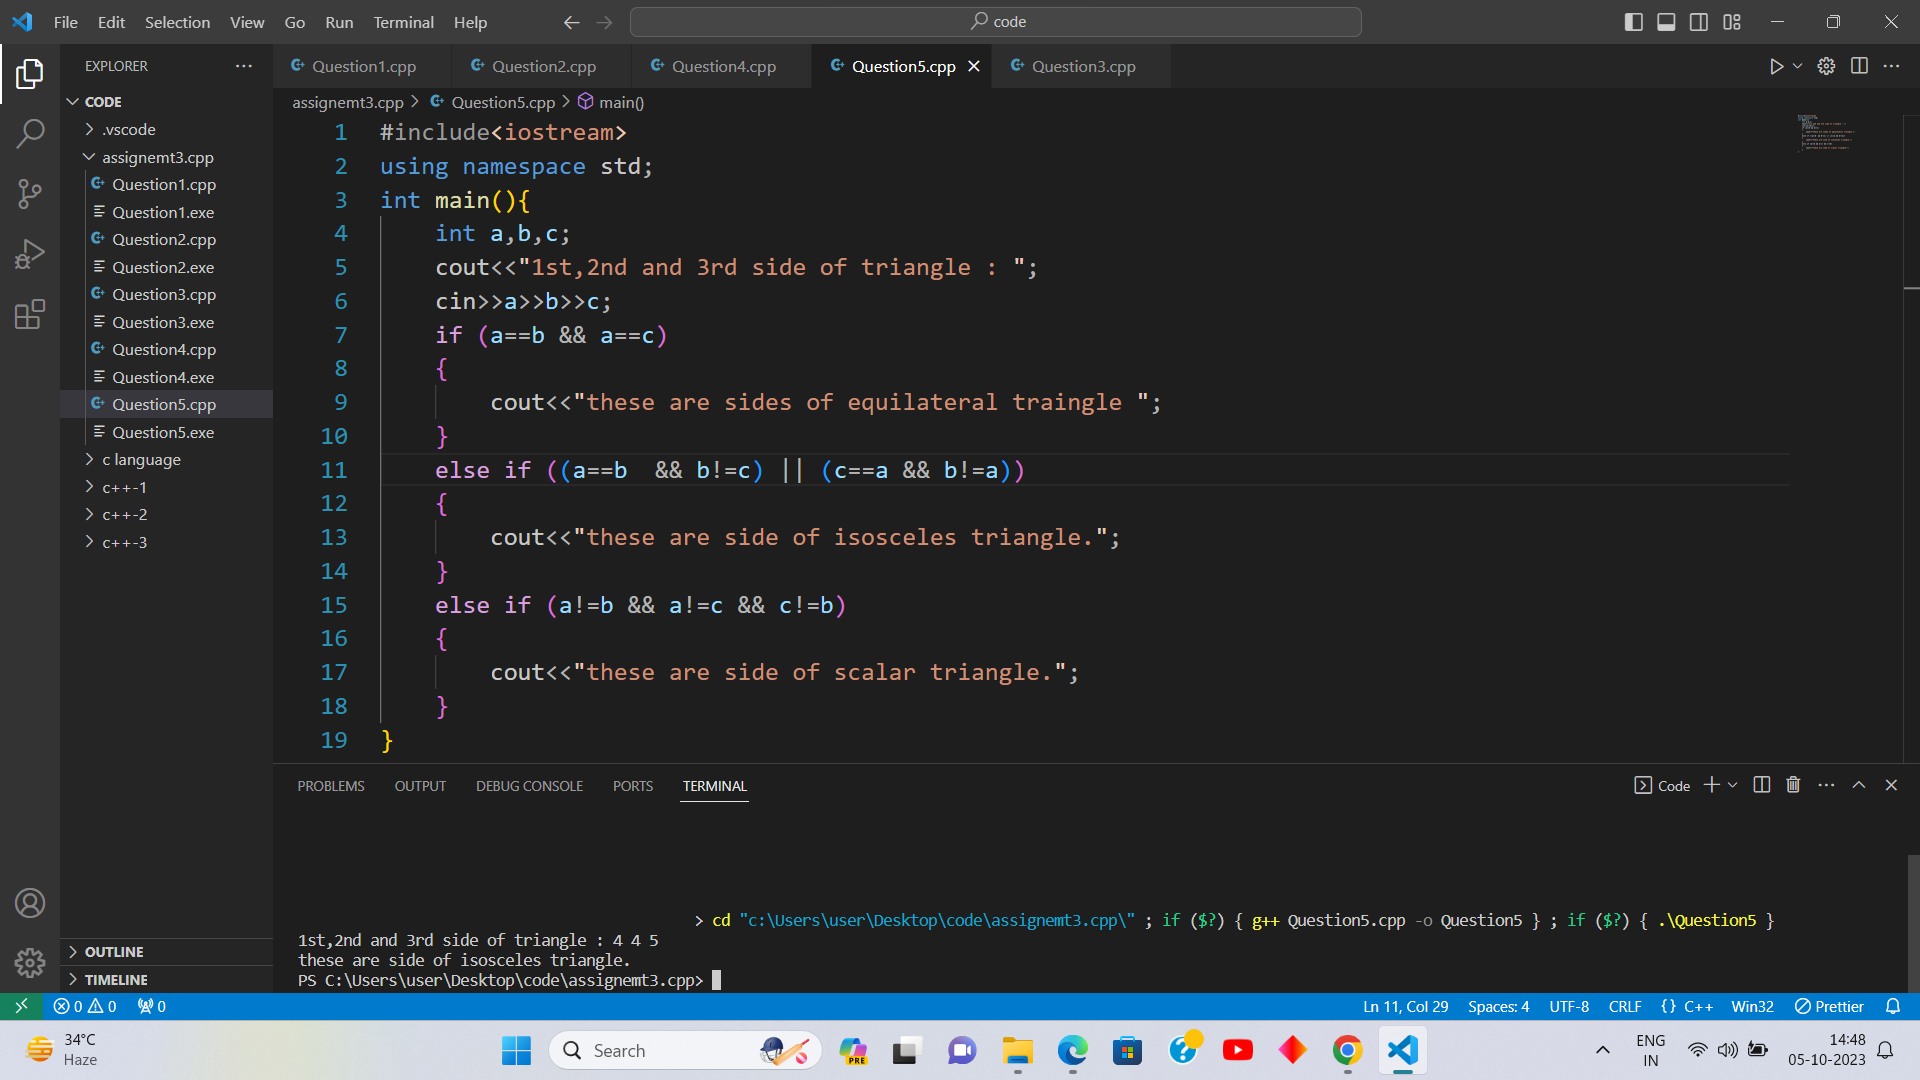 File Edit Selection View Go Run Terminal Help
code
EXPLORER
Question1.cpp
Question2.cpp
Question4.cpp
Question5.cpp
Question3.cpp
CODE
.vscode
assignemt3.cpp
Question1.cpp
Question1.exe
Question2.cpp
Question2.exe
Question3.cpp
Question3.exe
Question4.cpp
Question4.exe
Question5.cpp
Question5.exe
c language
c++-1
c++-2
c++-3
OUTLINE
TIMELINE
assignemt3.cpp > Question5.cpp > main()
1 #include<iostream>
2 using namespace std;
3 int main(){
4 int a,b,c;
5 cout<<"1st,2nd and 3rd side of triangle : ";
6 cin>>a>>b>>c;
7 if (a==b && a==c)
8 {
9 cout<<"these are sides of equilateral traingle ";
10 }
11 else if ((a==b  && b!=c) || (c==a && b!=a))
12 {
13 cout<<"these are side of isosceles triangle.";
14 }
15 else if (a!=b && a!=c && c!=b)
16 {
17 cout<<"these are side of scalar triangle.";
18 }
19 }
PROBLEMS OUTPUT DEBUG CONSOLE PORTS TERMINAL
Code
> cd "c:\Users\user\Desktop\code\assignemt3.cpp\" ; if ($?) { g++ Question5.cpp -o Question5 } ; if ($?) { .\Question5 }
1st,2nd and 3rd side of triangle : 4 4 5
these are side of isosceles triangle.
PS C:\Users\user\Desktop\code\assignemt3.cpp>
0 0 0
Ln 11, Col 29 Spaces: 4 UTF-8 CRLF {} C++ Win32 Prettier
34°C
Haze
Search
PRE
ENG
IN
14:48
05-10-2023